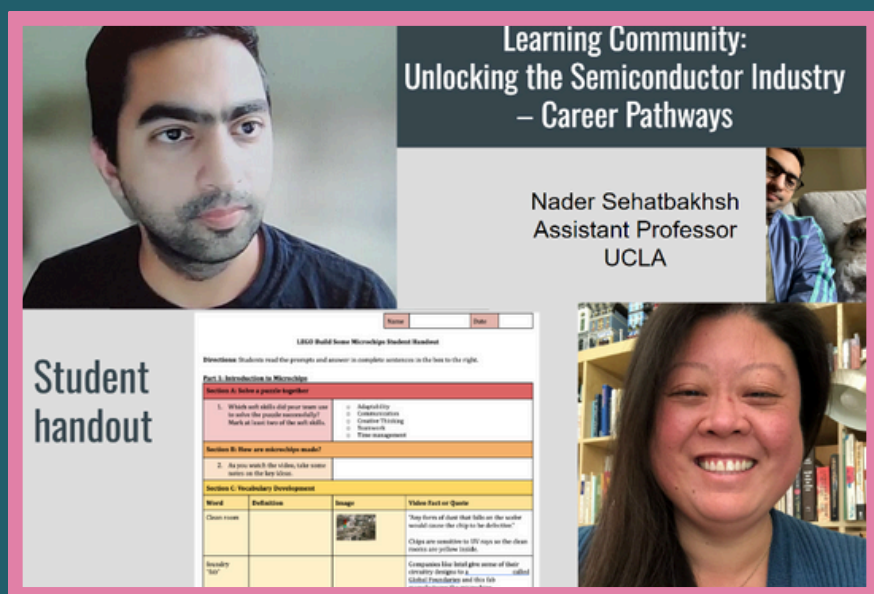 Learning Community:
Unlocking the Semiconductor Industry
– Career Pathways
Nader Sehatbakhsh
Assistant Professor
UCLA
Student
handout
Name
Date
LEGO Build Some Microchips Student Handout
Directions: Students read the prompts and answer in complete sentences in the box to the right.
Part 1: Introduction to Microchips
Section A: Solve a puzzle together
1. Which soft skills did your team use
to solve the puzzle successfully?
Mark at least two of the soft skills.
Adaptability
Communication
Creative Thinking
Teamwork
Time management
Section B: How are microchips made?
2. As you watch the video, take some
notes on the key ideas.
Section C: Vocabulary Development
Word Definition Image Video Fact or Quote
Clean room
"Any form of dust that falls on the wafer
would cause the chip to be defective."
Chips are sensitive to UV rays so the clean
rooms are yellow inside.
foundry
"fab"
Companies like Intel give some of their
circuitry designs to a called
Global Foundaries and this fab